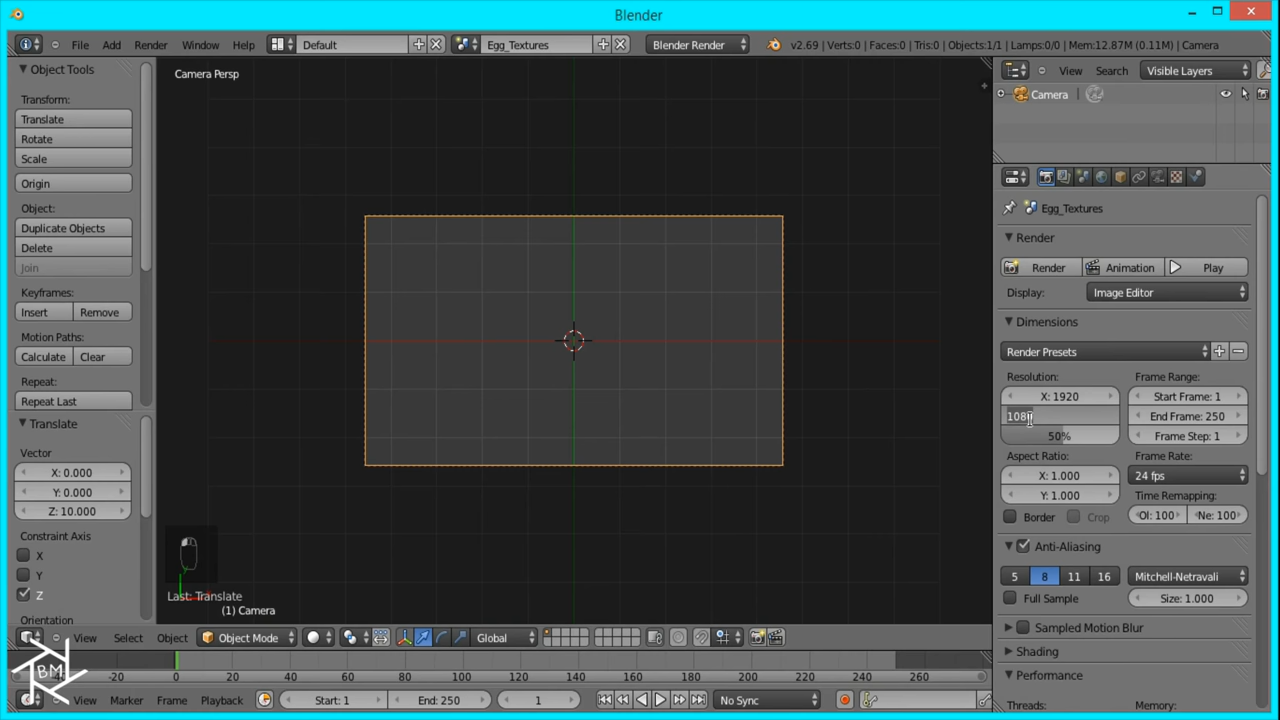 Blender
File Add Render Window Help Default Egg_Textures Blender Render v2.69 | Verts:0 | Faces:0 | Tris:0 | Objects:1/1 | Lamps:0/0 | Mem:12.87M (0.11M) | Camera
Object Tools
Transform:
Translate
Rotate
Scale
Origin
Object:
Duplicate Objects
Delete
Join
Keyframes:
Insert Remove
Motion Paths:
Calculate Clear
Repeat:
Repeat Last
Translate
Vector
X: 0.000
Y: 0.000
Z: 10.000
Constraint Axis
X
Y
Z
Orientation
Camera Persp
Last: Translate
(1) Camera
View Search Visible Layers
Camera
Egg_Textures
Render
Render Animation Play
Display: Image Editor
Dimensions
Render Presets
Resolution: Frame Range:
X: 1920 Start Frame: 1
1080 End Frame: 250
50% Frame Step: 1
Aspect Ratio: Frame Rate:
X: 1.000 24 fps
Y: 1.000 Time Remapping:
Border Crop Ol: 100 Ne: 100
Anti-Aliasing
5 8 11 16 Mitchell-Netravali
Full Sample Size: 1.000
Sampled Motion Blur
Shading
Performance
Threads: Memory:
View Select Object Object Mode Global
-20 0 20 40 60 80 100 120 140 160 180 200 220 240 260
View Marker Frame Playback Start: 1 End: 250 1 No Sync
BM